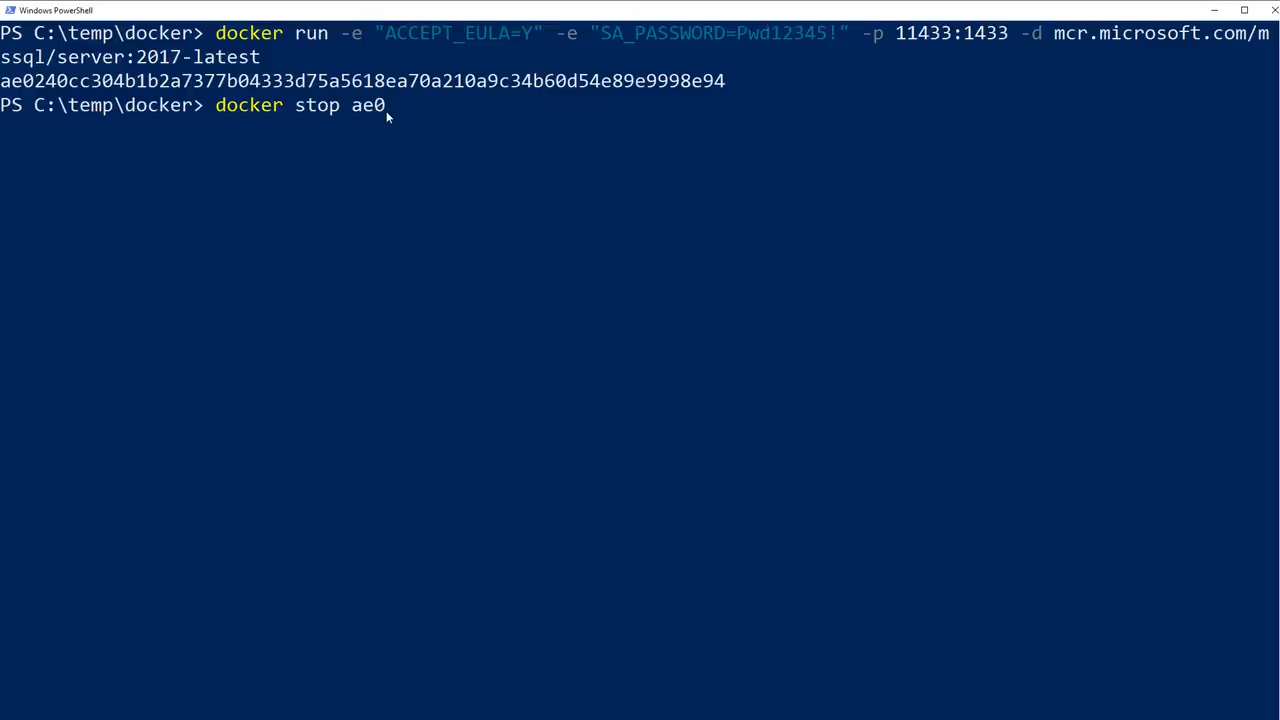 Windows PowerShell
PS C:\temp\docker> docker run -e "ACCEPT_EULA=Y" -e "SA_PASSWORD=Pwd12345!" -p 11433:1433 -d mcr.microsoft.com/m
ssql/server:2017-latest
ae0240cc304b1b2a7377b04333d75a5618ea70a210a9c34b60d54e89e9998e94
PS C:\temp\docker> docker stop ae0